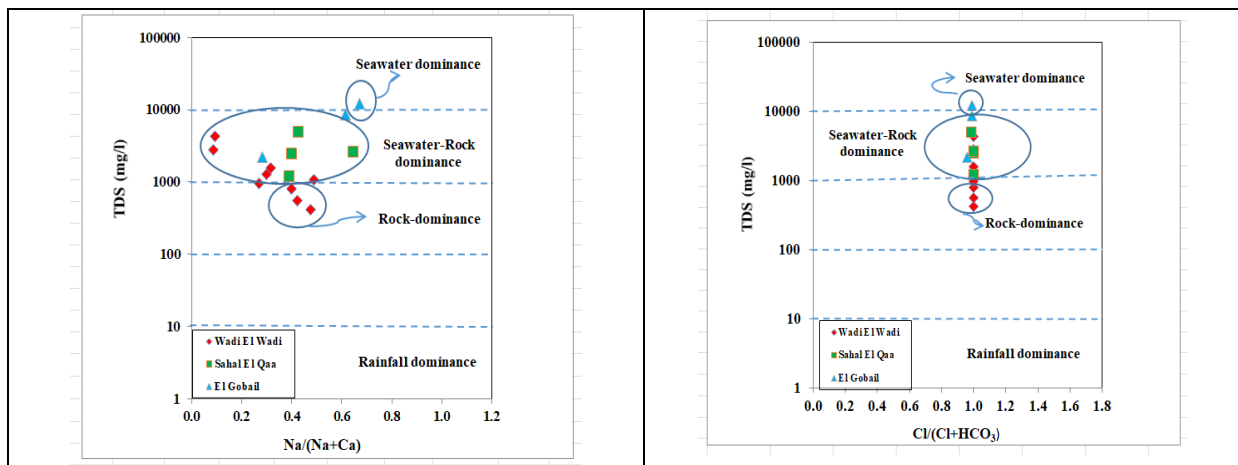 100000
10000
1000
100
10
1
TDS (mg/l)
Seawater dominance
Seawater-Rock
dominance
Rock-dominance
Rainfall dominance
Wadi El Wadi
Sahal El Qaa
El Gobail
0.0 0.2 0.4 0.6 0.8 1.0 1.2
Na/(Na+Ca)
100000
10000
1000
100
10
1
TDS (mg/l)
Seawater dominance
Seawater-Rock
dominance
Rock-dominance
Rainfall dominance
Wadi El Wadi
Sahal El Qaa
El Gobail
0.0 0.2 0.4 0.6 0.8 1.0 1.2 1.4 1.6 1.8
Cl/(Cl+HCO₃)